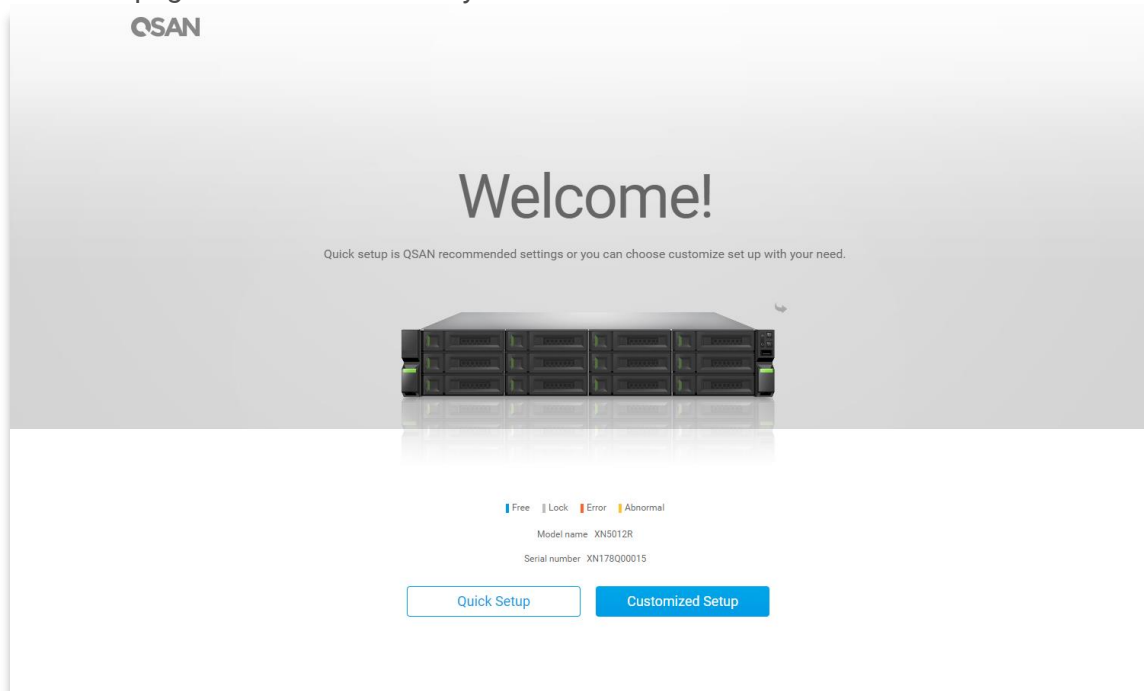 QSAN
Welcome!
Quick setup is QSAN recommended settings or you can choose customize set up with your need.
Free Lock Error Abnormal
Model name XN5012R
Serial number XN178Q00015
Quick Setup Customized Setup